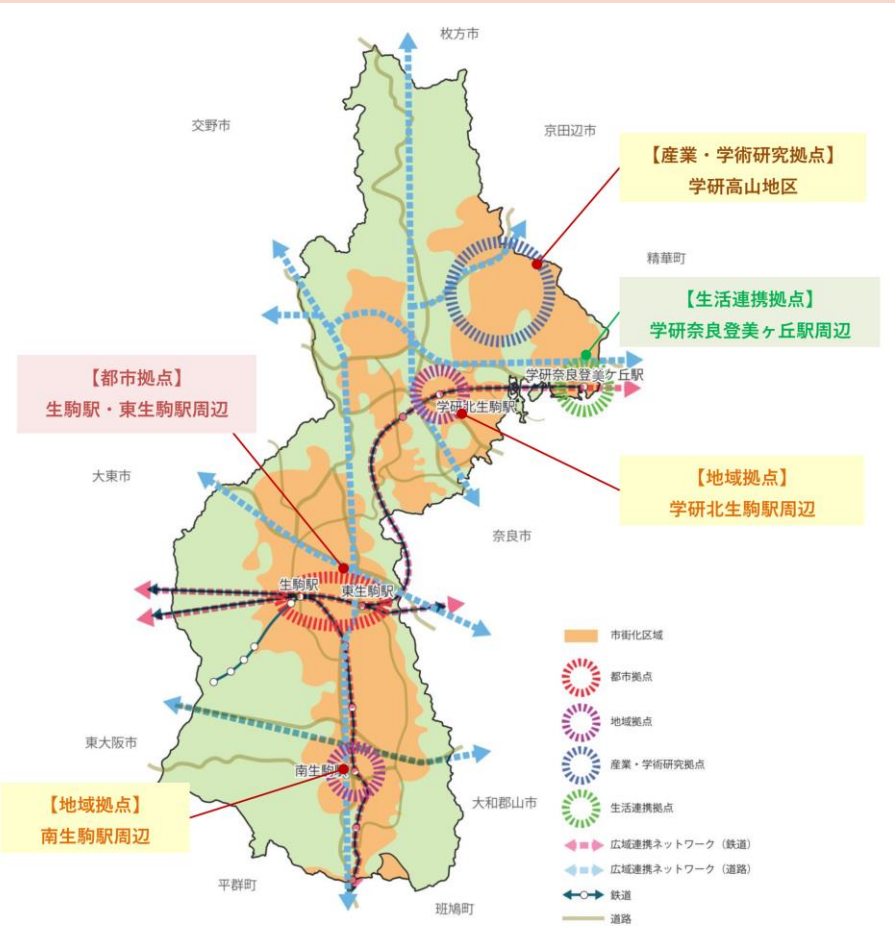 枚方市
交野市
京田辺市
【産業・学術研究拠点】
学研高山地区
精華町
【生活連携拠点】
学研奈良登美ヶ丘駅周辺
【都市拠点】
生駒駅・東生駒駅周辺
学研奈良登美ケ丘駅
学研北生駒駅
大東市
【地域拠点】
学研北生駒駅周辺
奈良市
生駒駅
東生駒駅
市街化区域
都市拠点
地域拠点
東大阪市
産業・学術研究拠点
南生駒駅
【地域拠点】
南生駒駅周辺
大和郡山市
生活連携拠点
広域連携ネットワーク（鉄道）
広域連携ネットワーク（道路）
平群町
鉄道
斑鳩町
道路